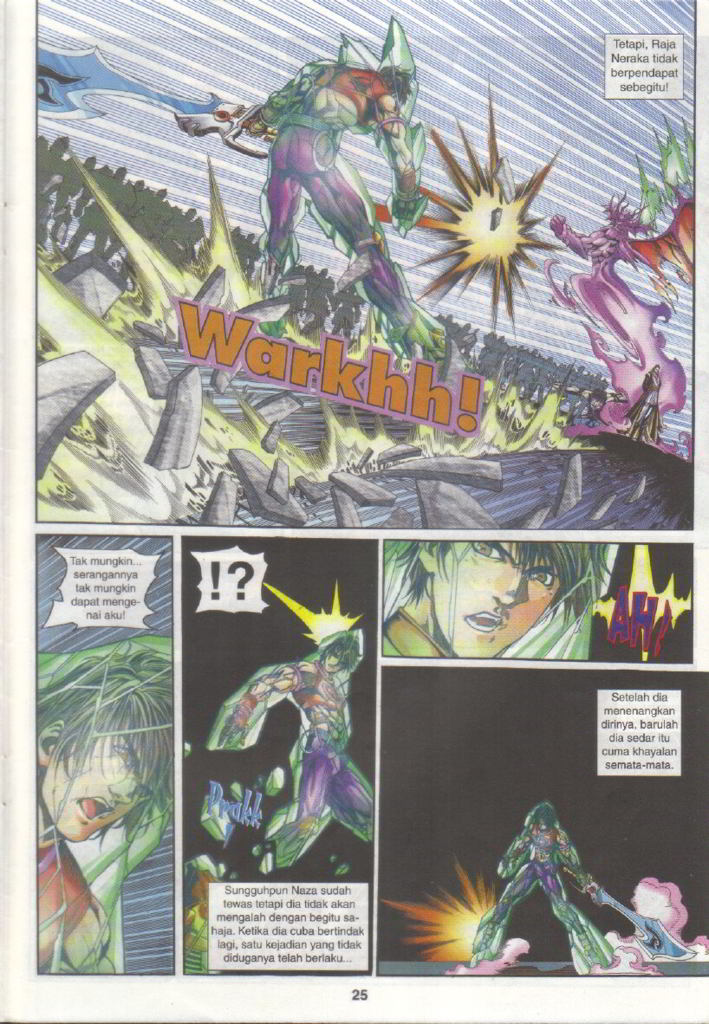 Tetapi, Raja
Neraka tidak
berpendapat
sebegitu!
Warkhh!
Tak mungkin...
serangannya
tak mungkin
dapat menge-
nai aku!
!?
Prakk!
Sungguhpun Naza sudah
tewas tetapi dia tidak akan
mengalah dengan begitu sa-
haja. Ketika dia cuba bertindak
lagi, satu kejadian yang tidak
diduganya telah berlaku...
AH!
Setelah dia
menenangkan
dirinya, barulah
dia sedar itu
cuma khayalan
semata-mata.
25